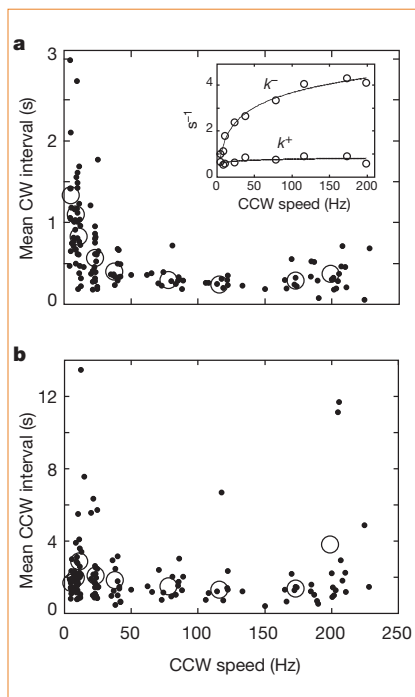 a
3
2
1
0
Mean CW interval (s)
4
2
0
s⁻¹
k⁻
k⁺
0 50 100 150 200
CCW speed (Hz)
b
12
8
4
0
Mean CCW interval (s)
0 50 100 150 200 250
CCW speed (Hz)